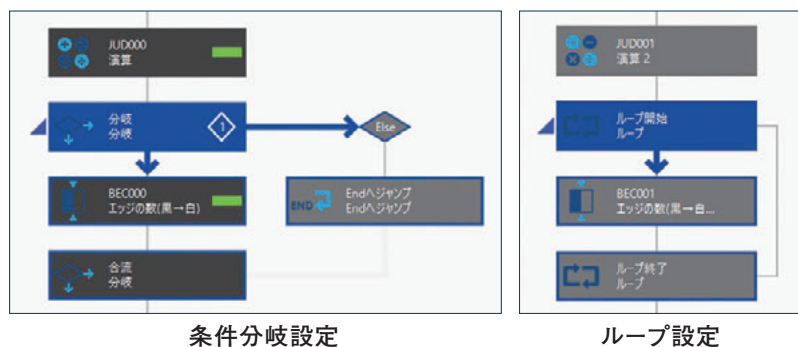 JUD000
演算
分岐
分岐
1
Else
BEC000
エッジの数(黒→白)
END
Endへジャンプ
Endへジャンプ
合流
分岐
条件分岐設定
JUD001
演算 2
ループ開始
ループ
BEC001
エッジの数(黒→白...
ループ終了
ループ
ループ設定